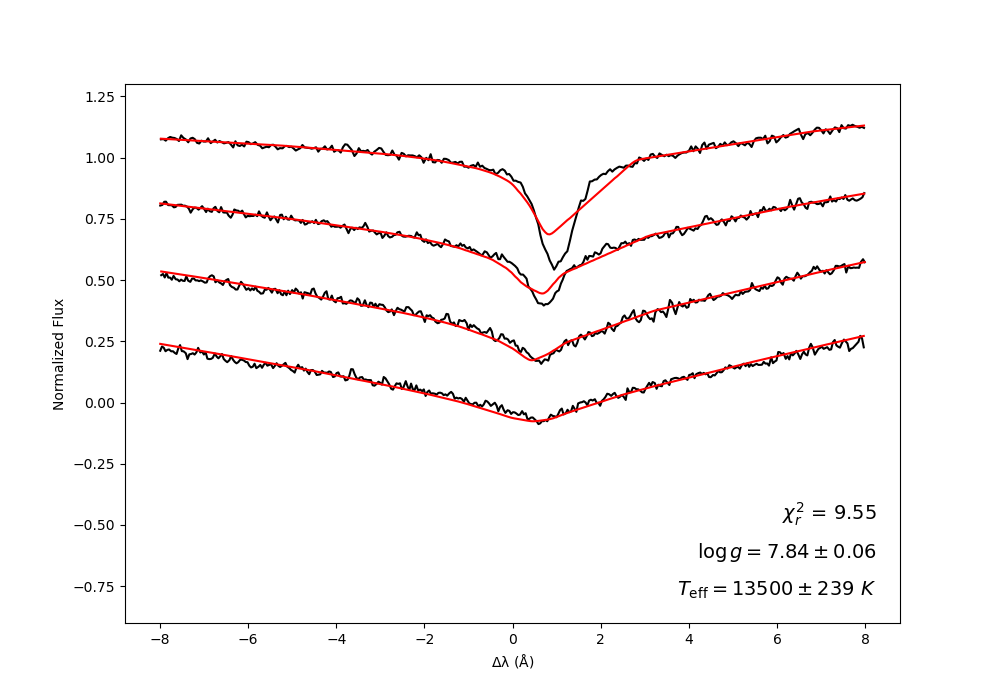 1.25
1.00
0.75
0.50
0.25
0.00
−0.25
−0.50
−0.75
Normalized Flux
χ_r^2 = 9.55
log g = 7.84 ± 0.06
T_eff = 13500 ± 239 K
−8 −6 −4 −2 0 2 4 6 8
Δλ (Å)